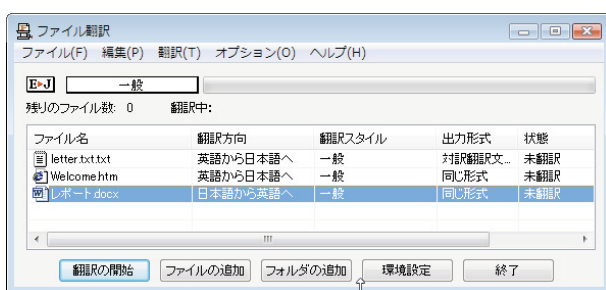 ファイル翻訳
ファイル(F) 編集(P) 翻訳(T) オプション(O) ヘルプ(H)
E▸J 一般
残りのファイル数: 0 翻訳中:
ファイル名 翻訳方向 翻訳スタイル 出力形式 状態
letter.txt.txt 英語から日本語へ 一般 対訳翻訳文... 未翻訳
Welcome.htm 英語から日本語へ 一般 同じ形式 未翻訳
レポート.docx 日本語から英語へ 一般 同じ形式 未翻訳
翻訳の開始 ファイルの追加 フォルダの追加 環境設定 終了